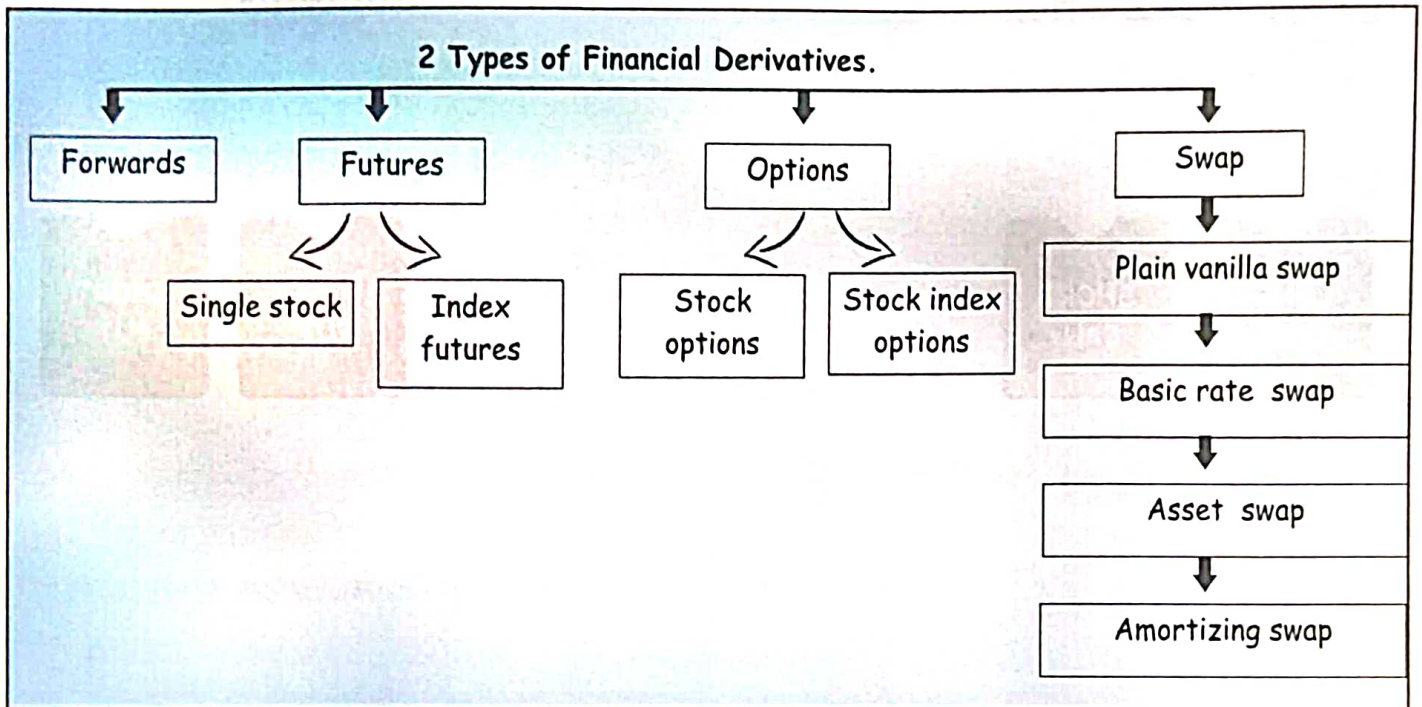 2 Types of Financial Derivatives.
Forwards
Futures
Options
Swap
Single stock
Index
futures
Stock
options
Stock index
options
Plain vanilla swap
Basic rate swap
Asset swap
Amortizing swap